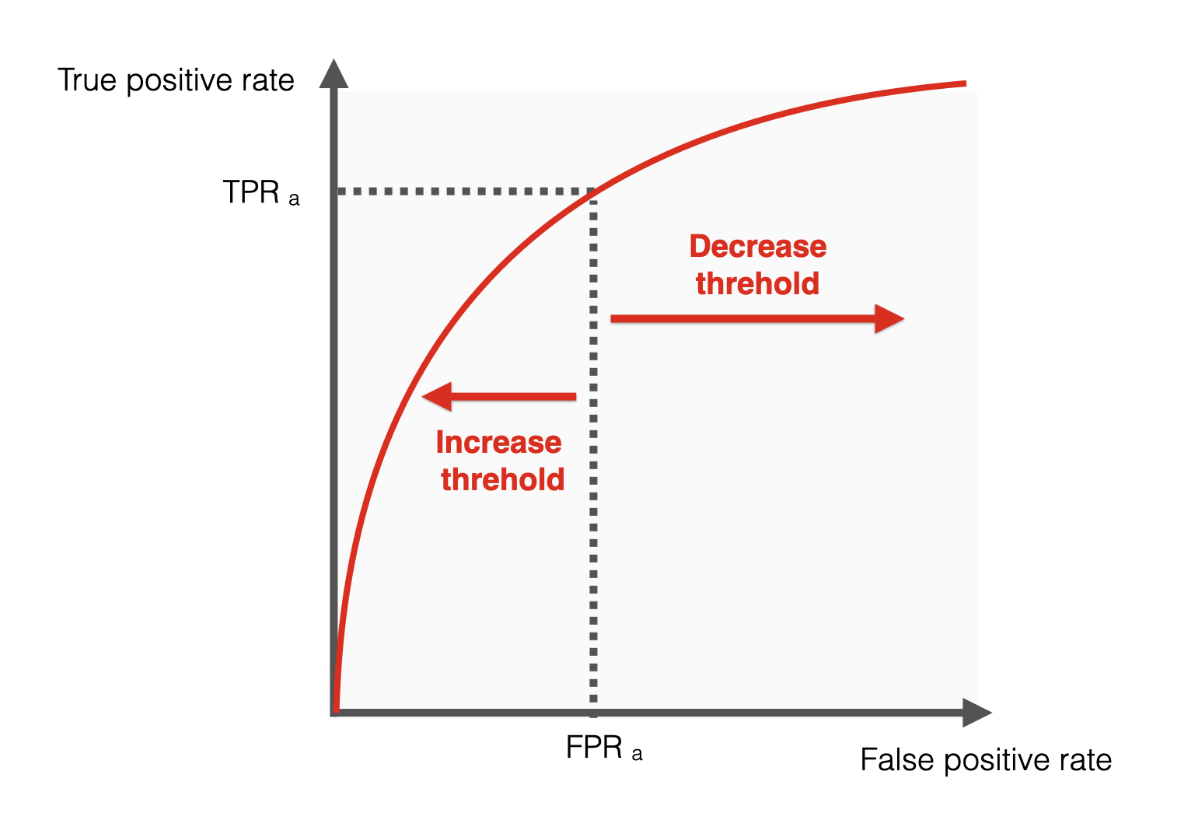 True positive rate
TPR a
Decrease
threhold
Increase
threhold
FPR a
False positive rate